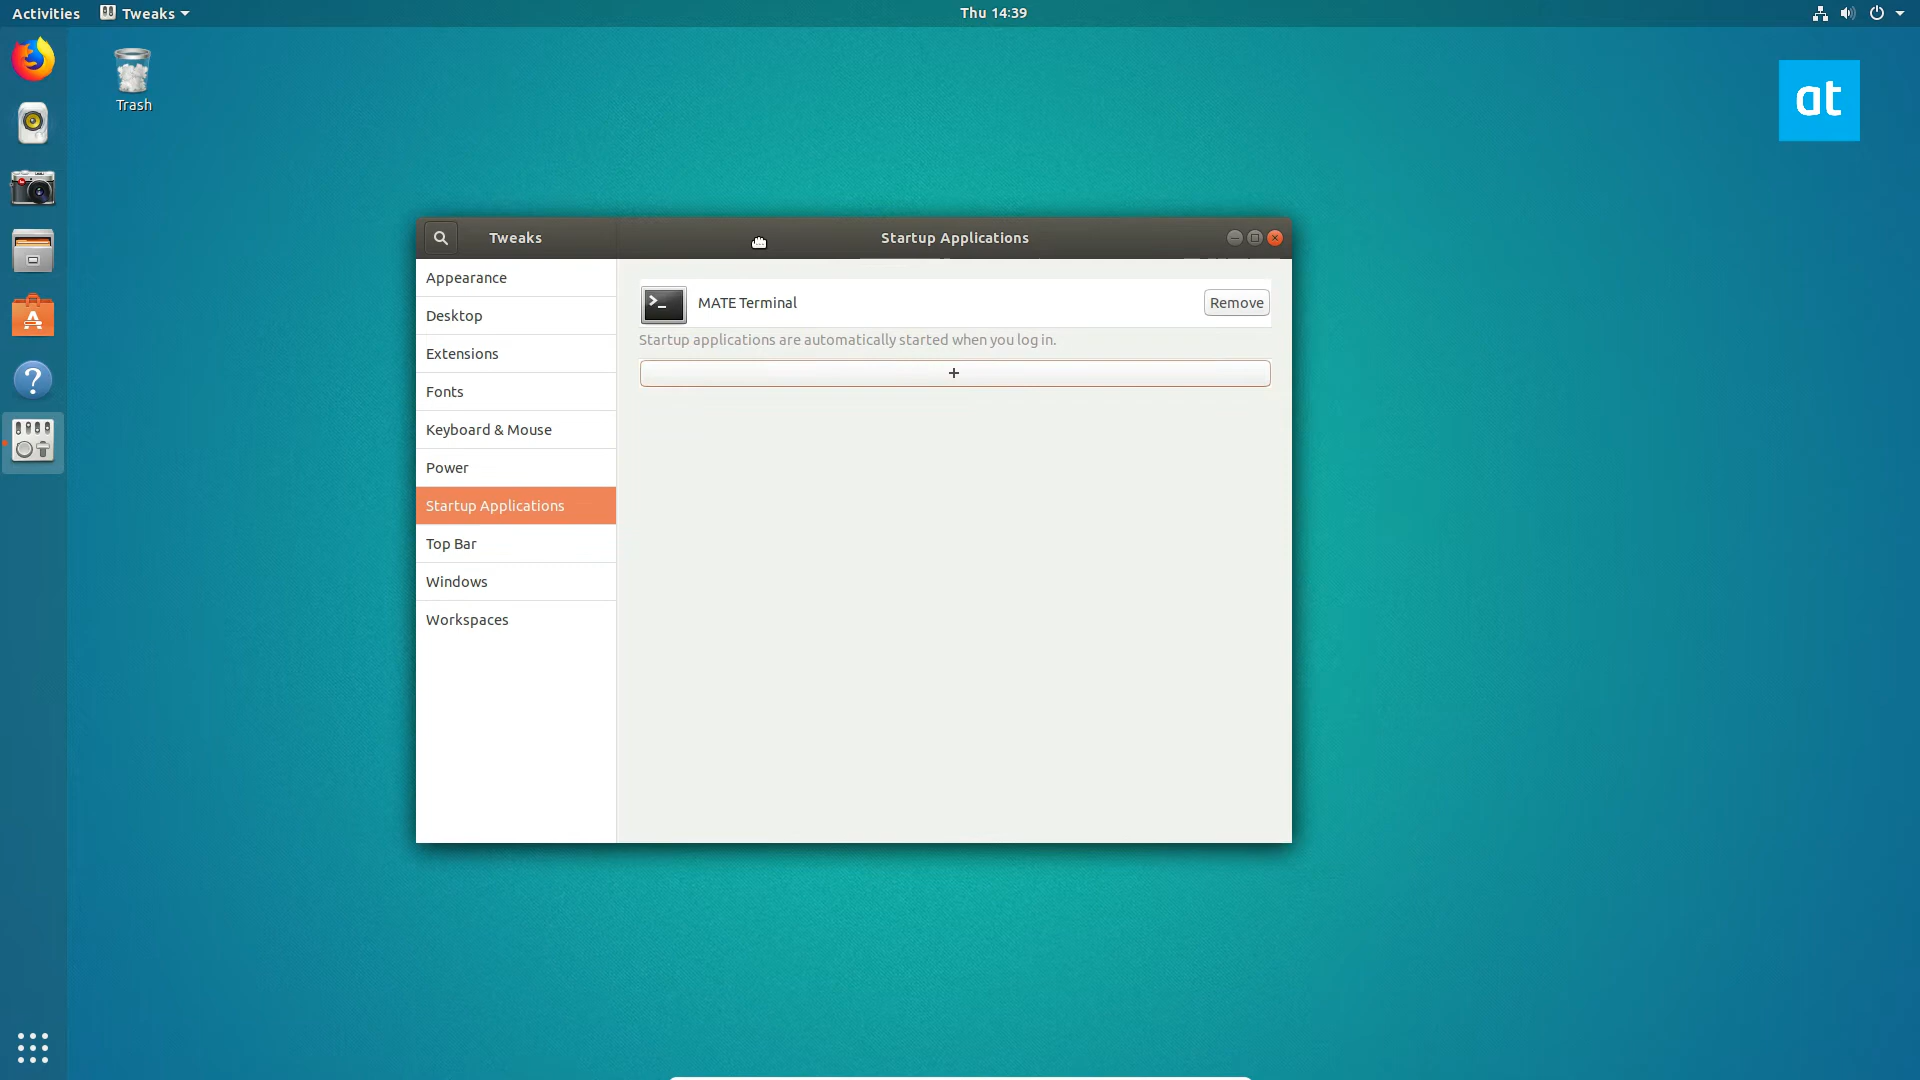 Activities
Tweaks
Thu 14:39
Trash
at
Tweaks
Startup Applications
Appearance
Desktop
Extensions
Fonts
Keyboard & Mouse
Power
Startup Applications
Top Bar
Windows
Workspaces
MATE Terminal
Remove
Startup applications are automatically started when you log in.
+